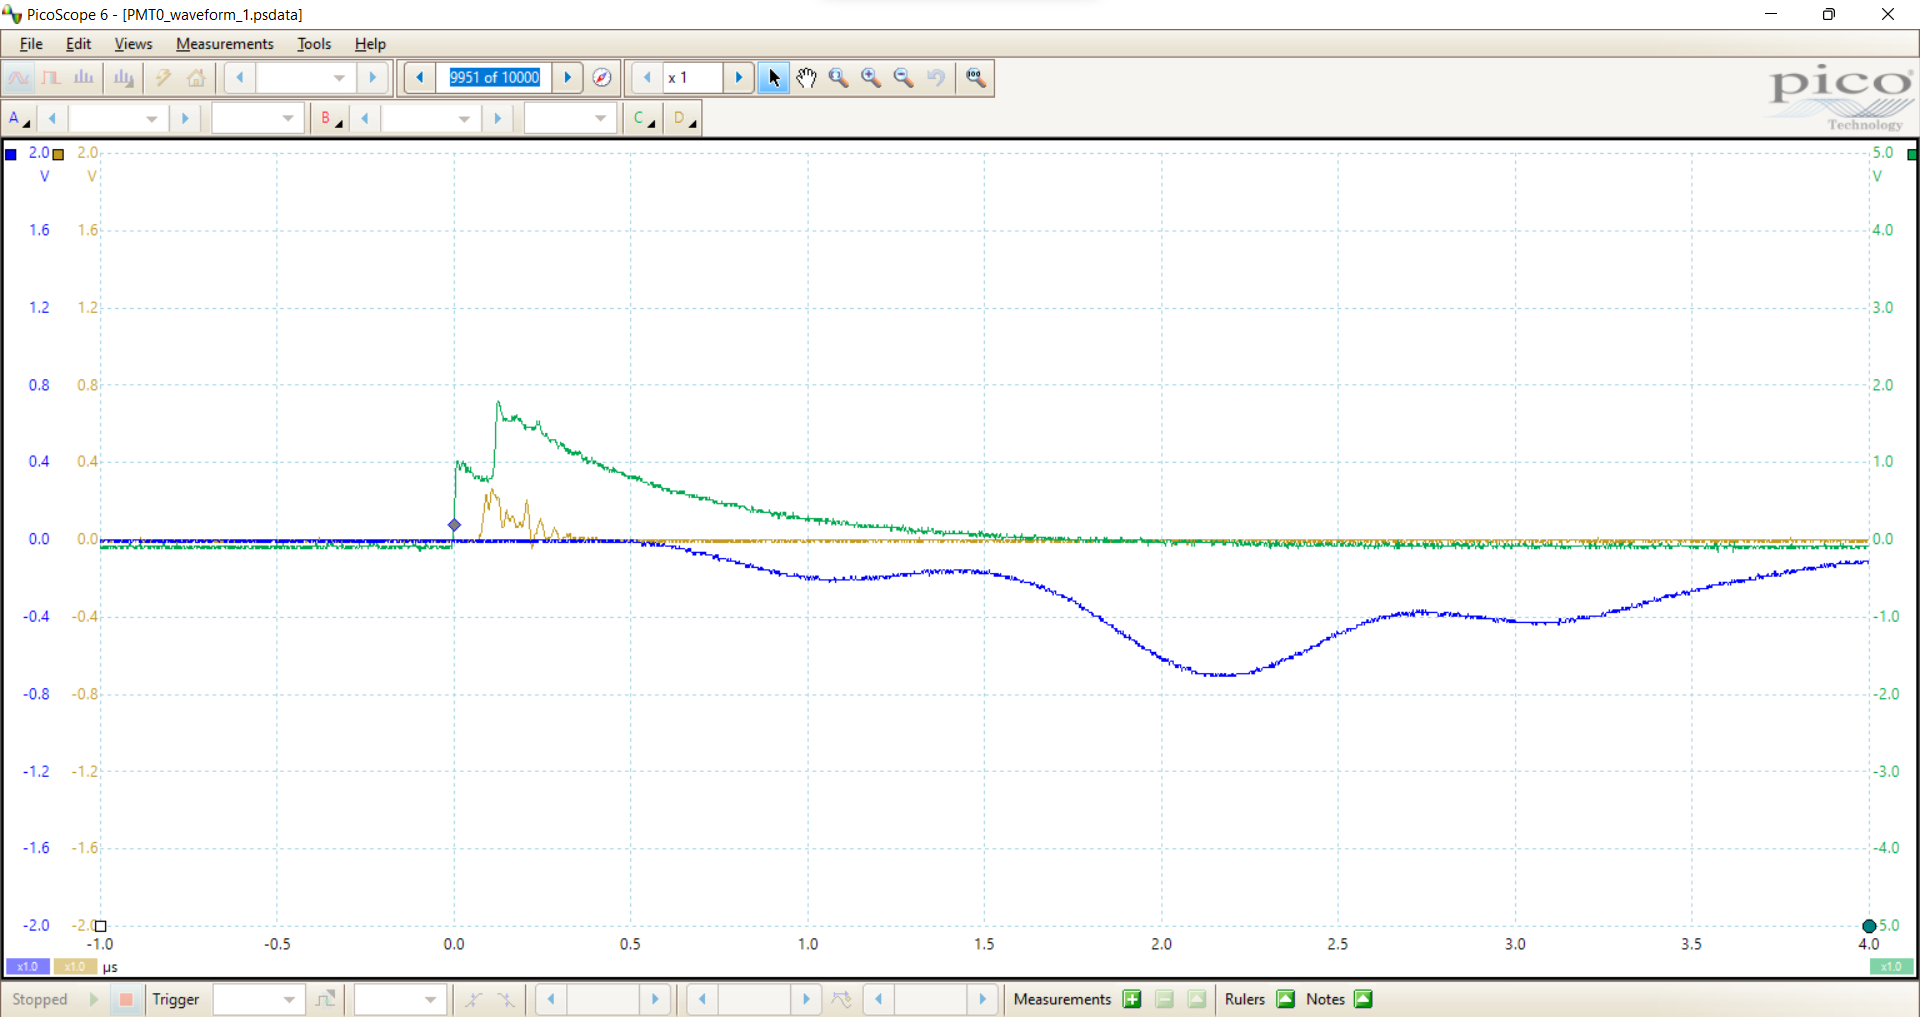 PicoScope 6 - [PMT0_waveform_1.psdata]
File Edit Views Measurements Tools Help
9951 of 10000 x 1 100
pico
Technology
A B C D
2.0 2.0 5.0
V V V
1.6 1.6 4.0
1.2 1.2 3.0
0.8 0.8 2.0
0.4 0.4 1.0
0.0 0.0 0.0
-0.4 -0.4 -1.0
-0.8 -0.8 -2.0
-1.2 -1.2 -3.0
-1.6 -1.6 -4.0
-2.0 -2.0 5.0
-1.0 -0.5 0.0 0.5 1.0 1.5 2.0 2.5 3.0 3.5 4.0
x1.0 x1.0 µs x1.0
Stopped Trigger Measurements Rulers Notes